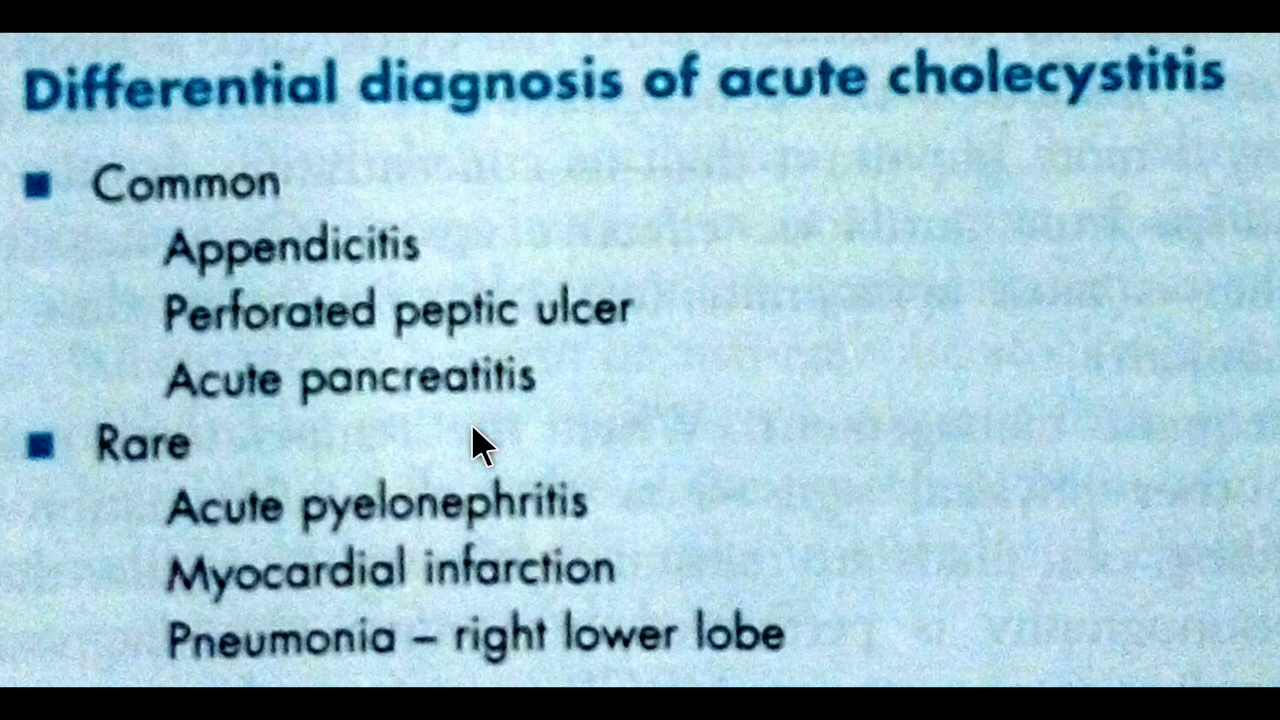 Differential diagnosis of acute cholecystitis
Common
Appendicitis
Perforated peptic ulcer
Acute pancreatitis
Rare
Acute pyelonephritis
Myocardial infarction
Pneumonia – right lower lobe